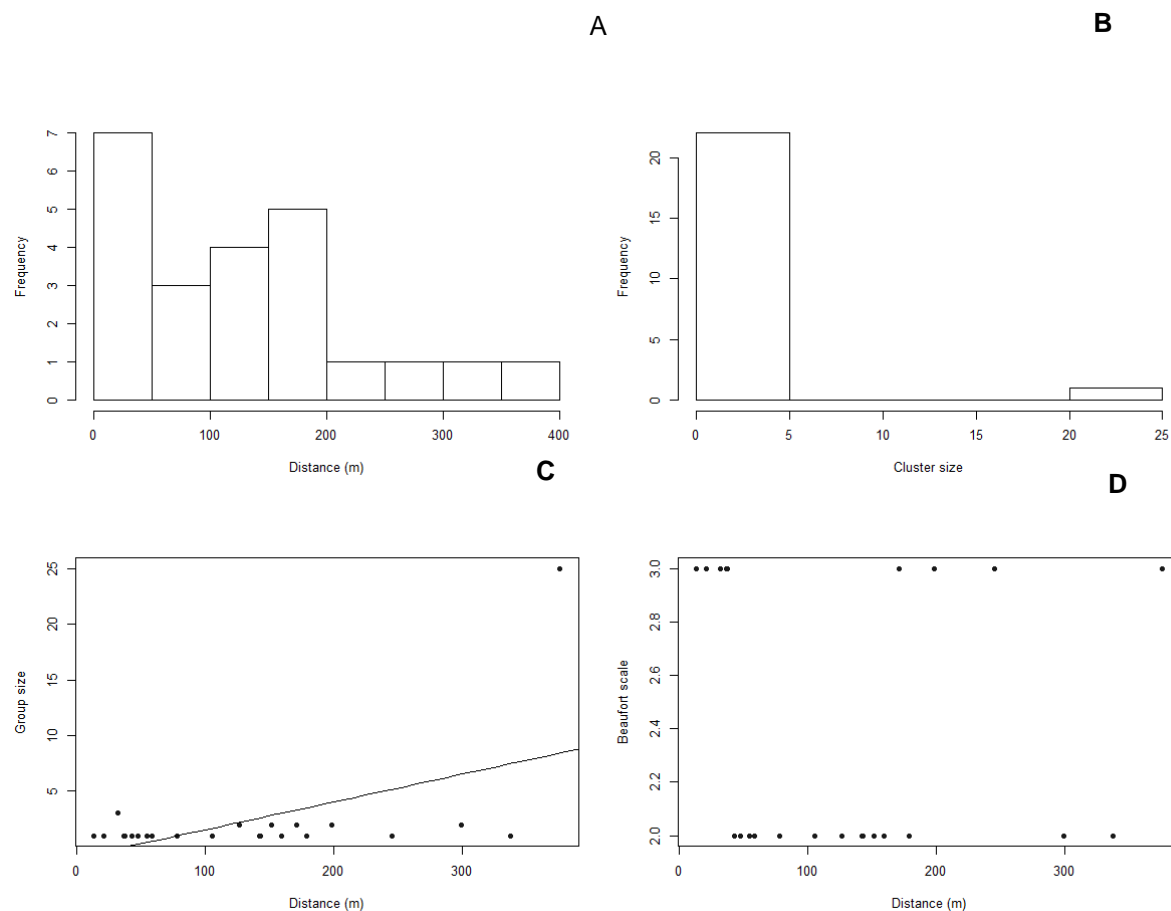 A
B
7
6
5
4
3
2
1
0
Frequency
0 100 200 300 400
Distance (m)
20
15
10
5
0
Frequency
0 5 10 15 20 25
Cluster size
C
D
25
20
15
10
5
Group size
0 100 200 300
Distance (m)
3.0
2.8
2.6
2.4
2.2
2.0
Beaufort scale
0 100 200 300
Distance (m)